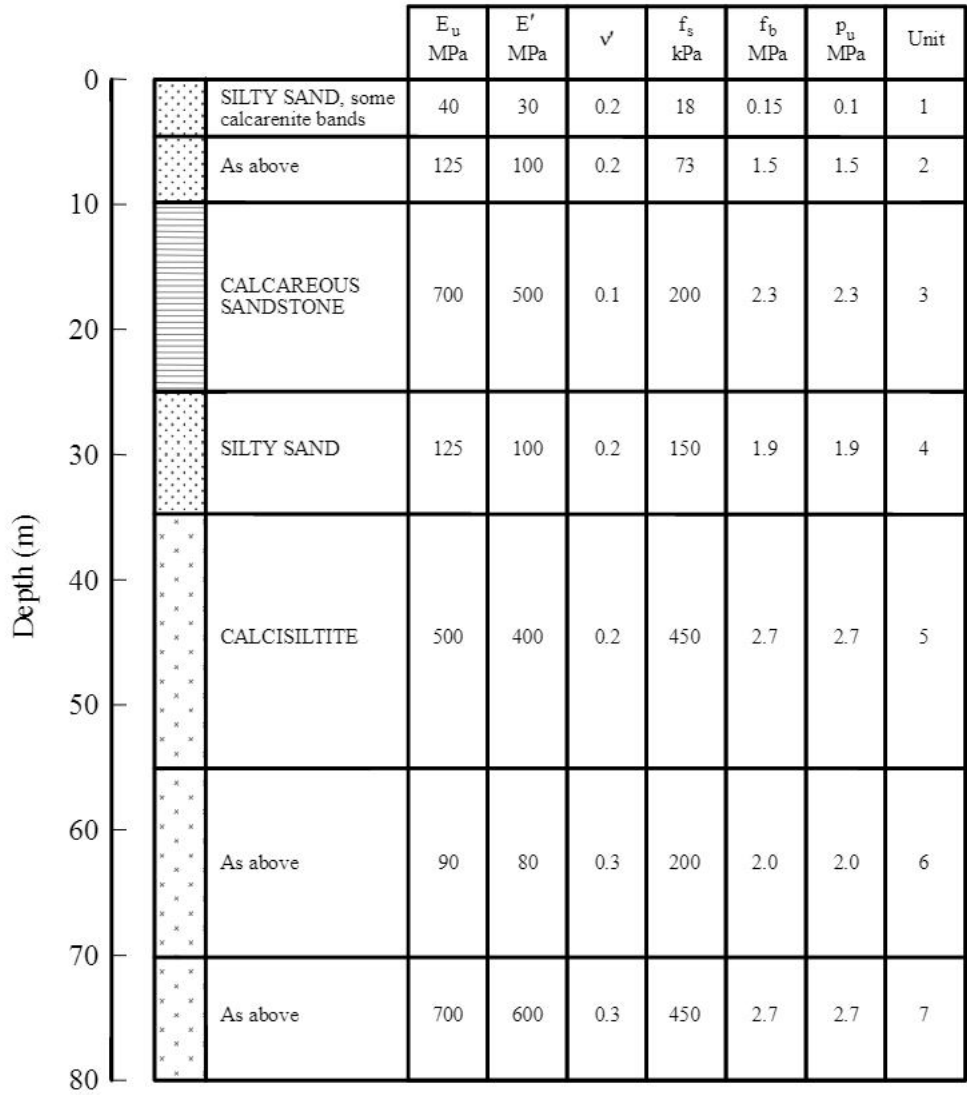 E_u
MPa
E′
MPa
ν′
f_s
kPa
f_b
MPa
p_u
MPa
Unit
0
SILTY SAND, some
calcarenite bands
40 30 0.2 18 0.15 0.1 1
As above 125 100 0.2 73 1.5 1.5 2
10
CALCAREOUS
SANDSTONE
700 500 0.1 200 2.3 2.3 3
20
SILTY SAND 125 100 0.2 150 1.9 1.9 4
30
Depth (m)
40
CALCISILTITE 500 400 0.2 450 2.7 2.7 5
50
60
As above 90 80 0.3 200 2.0 2.0 6
70
As above 700 600 0.3 450 2.7 2.7 7
80